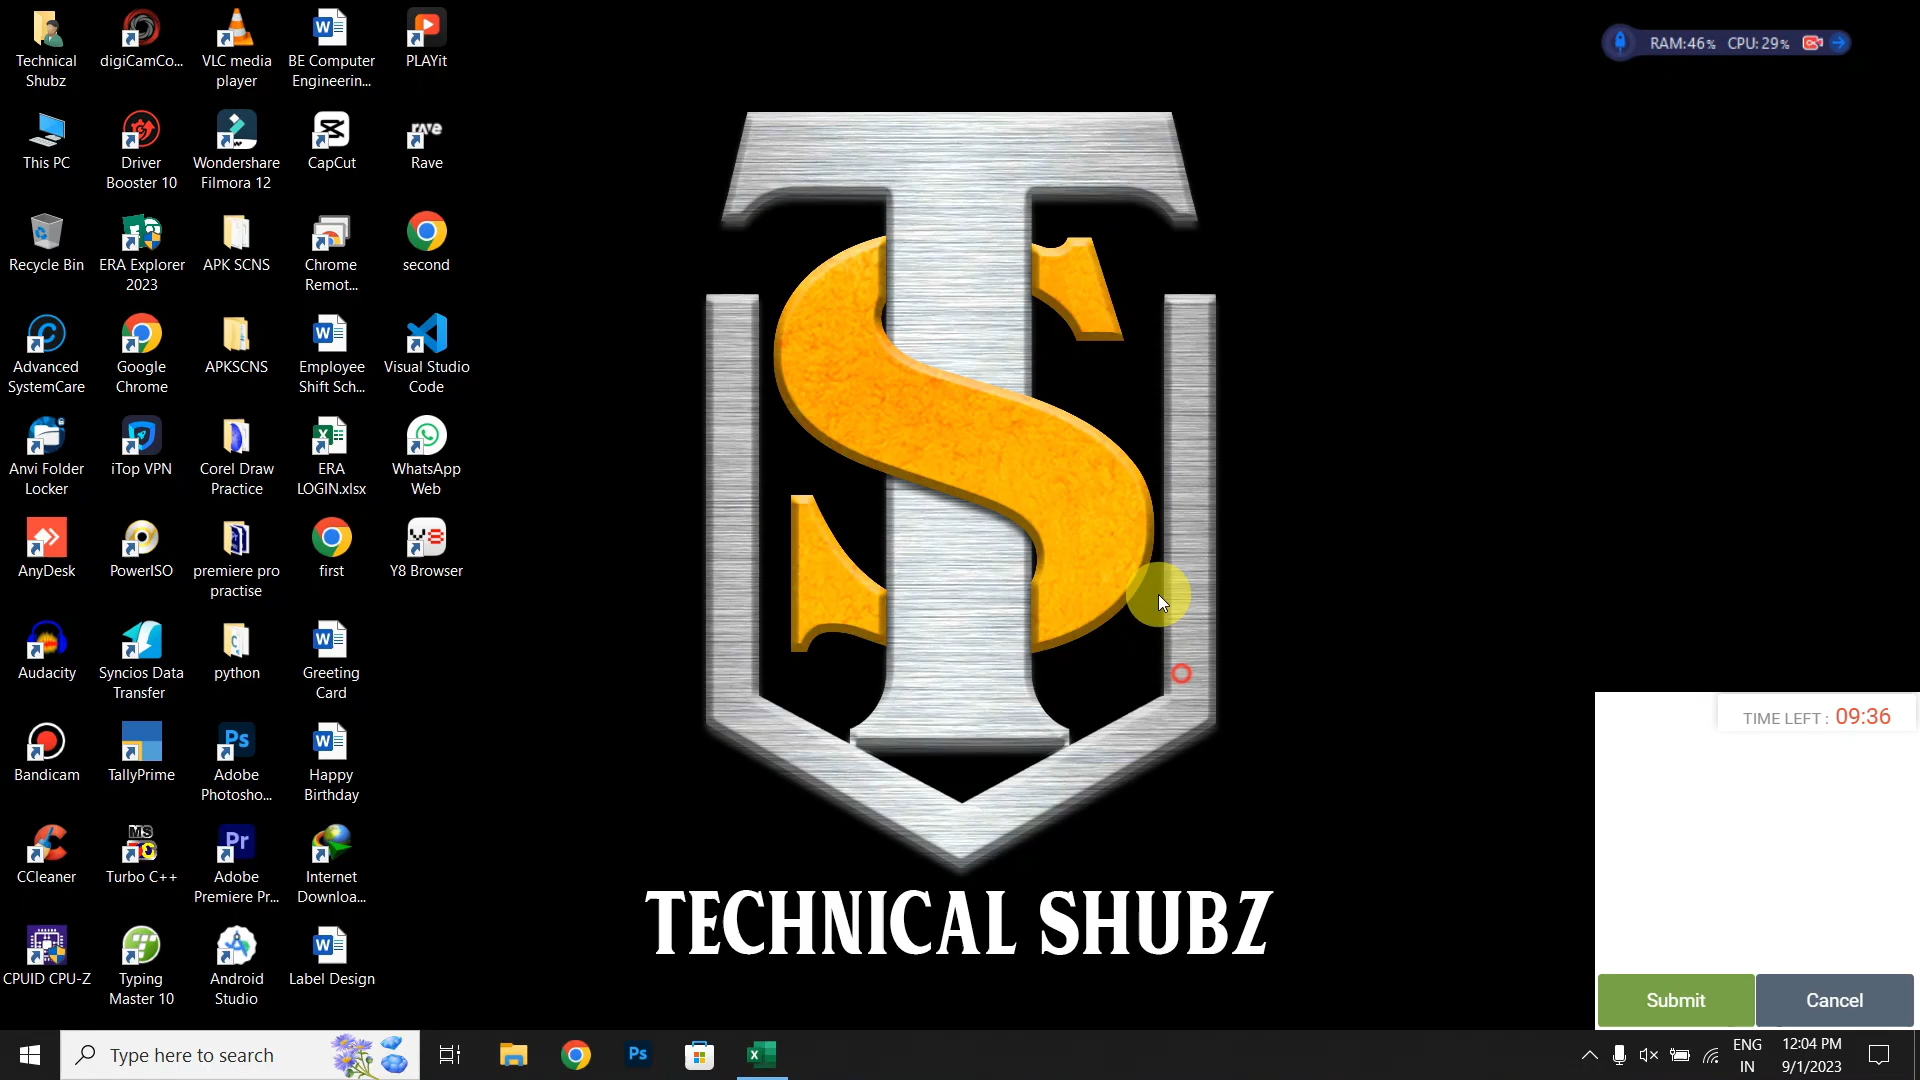 Technical
Shubz
digiCamCo...
VLC media
player
BE Computer
Engineerin...
PLAYit
RAM:46% CPU:29%
This PC
Driver
Booster 10
Wondershare
Filmora 12
CapCut
rave
Rave
Recycle Bin
ERA Explorer
2023
APK SCNS
Chrome
Remot...
second
Advanced
SystemCare
Google
Chrome
APKSCNS
Employee
Shift Sch...
Visual Studio
Code
Anvi Folder
Locker
iTop VPN
Corel Draw
Practice
ERA
LOGIN.xlsx
WhatsApp
Web
AnyDesk
PowerISO
premiere pro
practise
first
Y8 Browser
Audacity
Syncios Data
Transfer
python
Greeting
Card
TIME LEFT : 09:36
Bandicam
TallyPrime
Ps
Adobe
Photosho...
Happy
Birthday
CCleaner
MS
Turbo C++
Pr
Adobe
Premiere Pr...
Internet
Downloa...
TECHNICAL SHUBZ
CPUID CPU-Z
Typing
Master 10
Android
Studio
Label Design
Submit
Cancel
Type here to search
Ps
ENG
IN
12:04 PM
9/1/2023